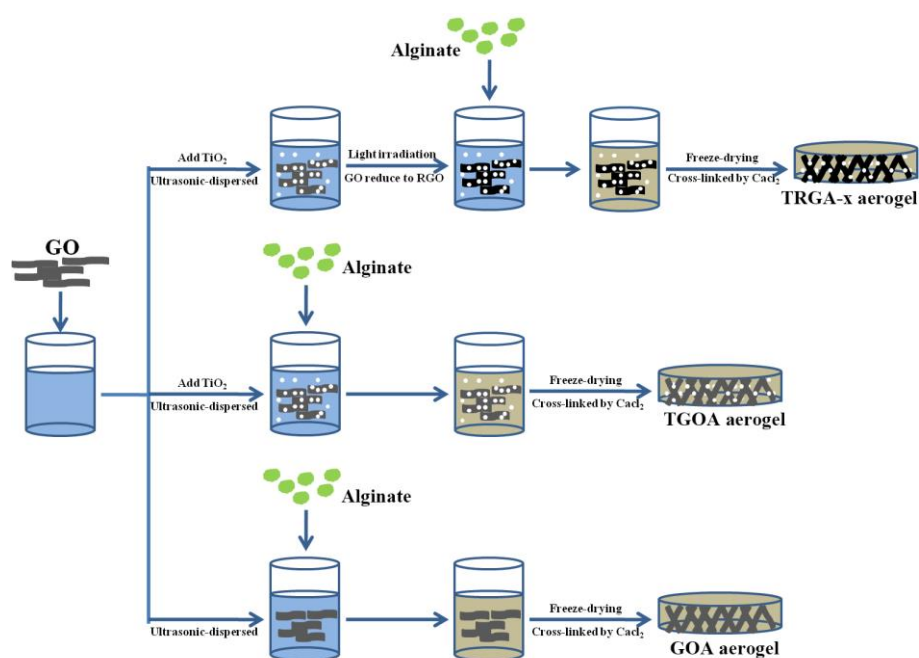 Alginate
Add TiO₂
Ultrasonic-dispersed
Light irradiation
GO reduce to RGO
Freeze-drying
Cross-linked by Cacl₂
TRGA-x aerogel
GO
Alginate
Add TiO₂
Ultrasonic-dispersed
Freeze-drying
Cross-linked by Cacl₂
TGOA aerogel
Alginate
Ultrasonic-dispersed
Freeze-drying
Cross-linked by Cacl₂
GOA aerogel